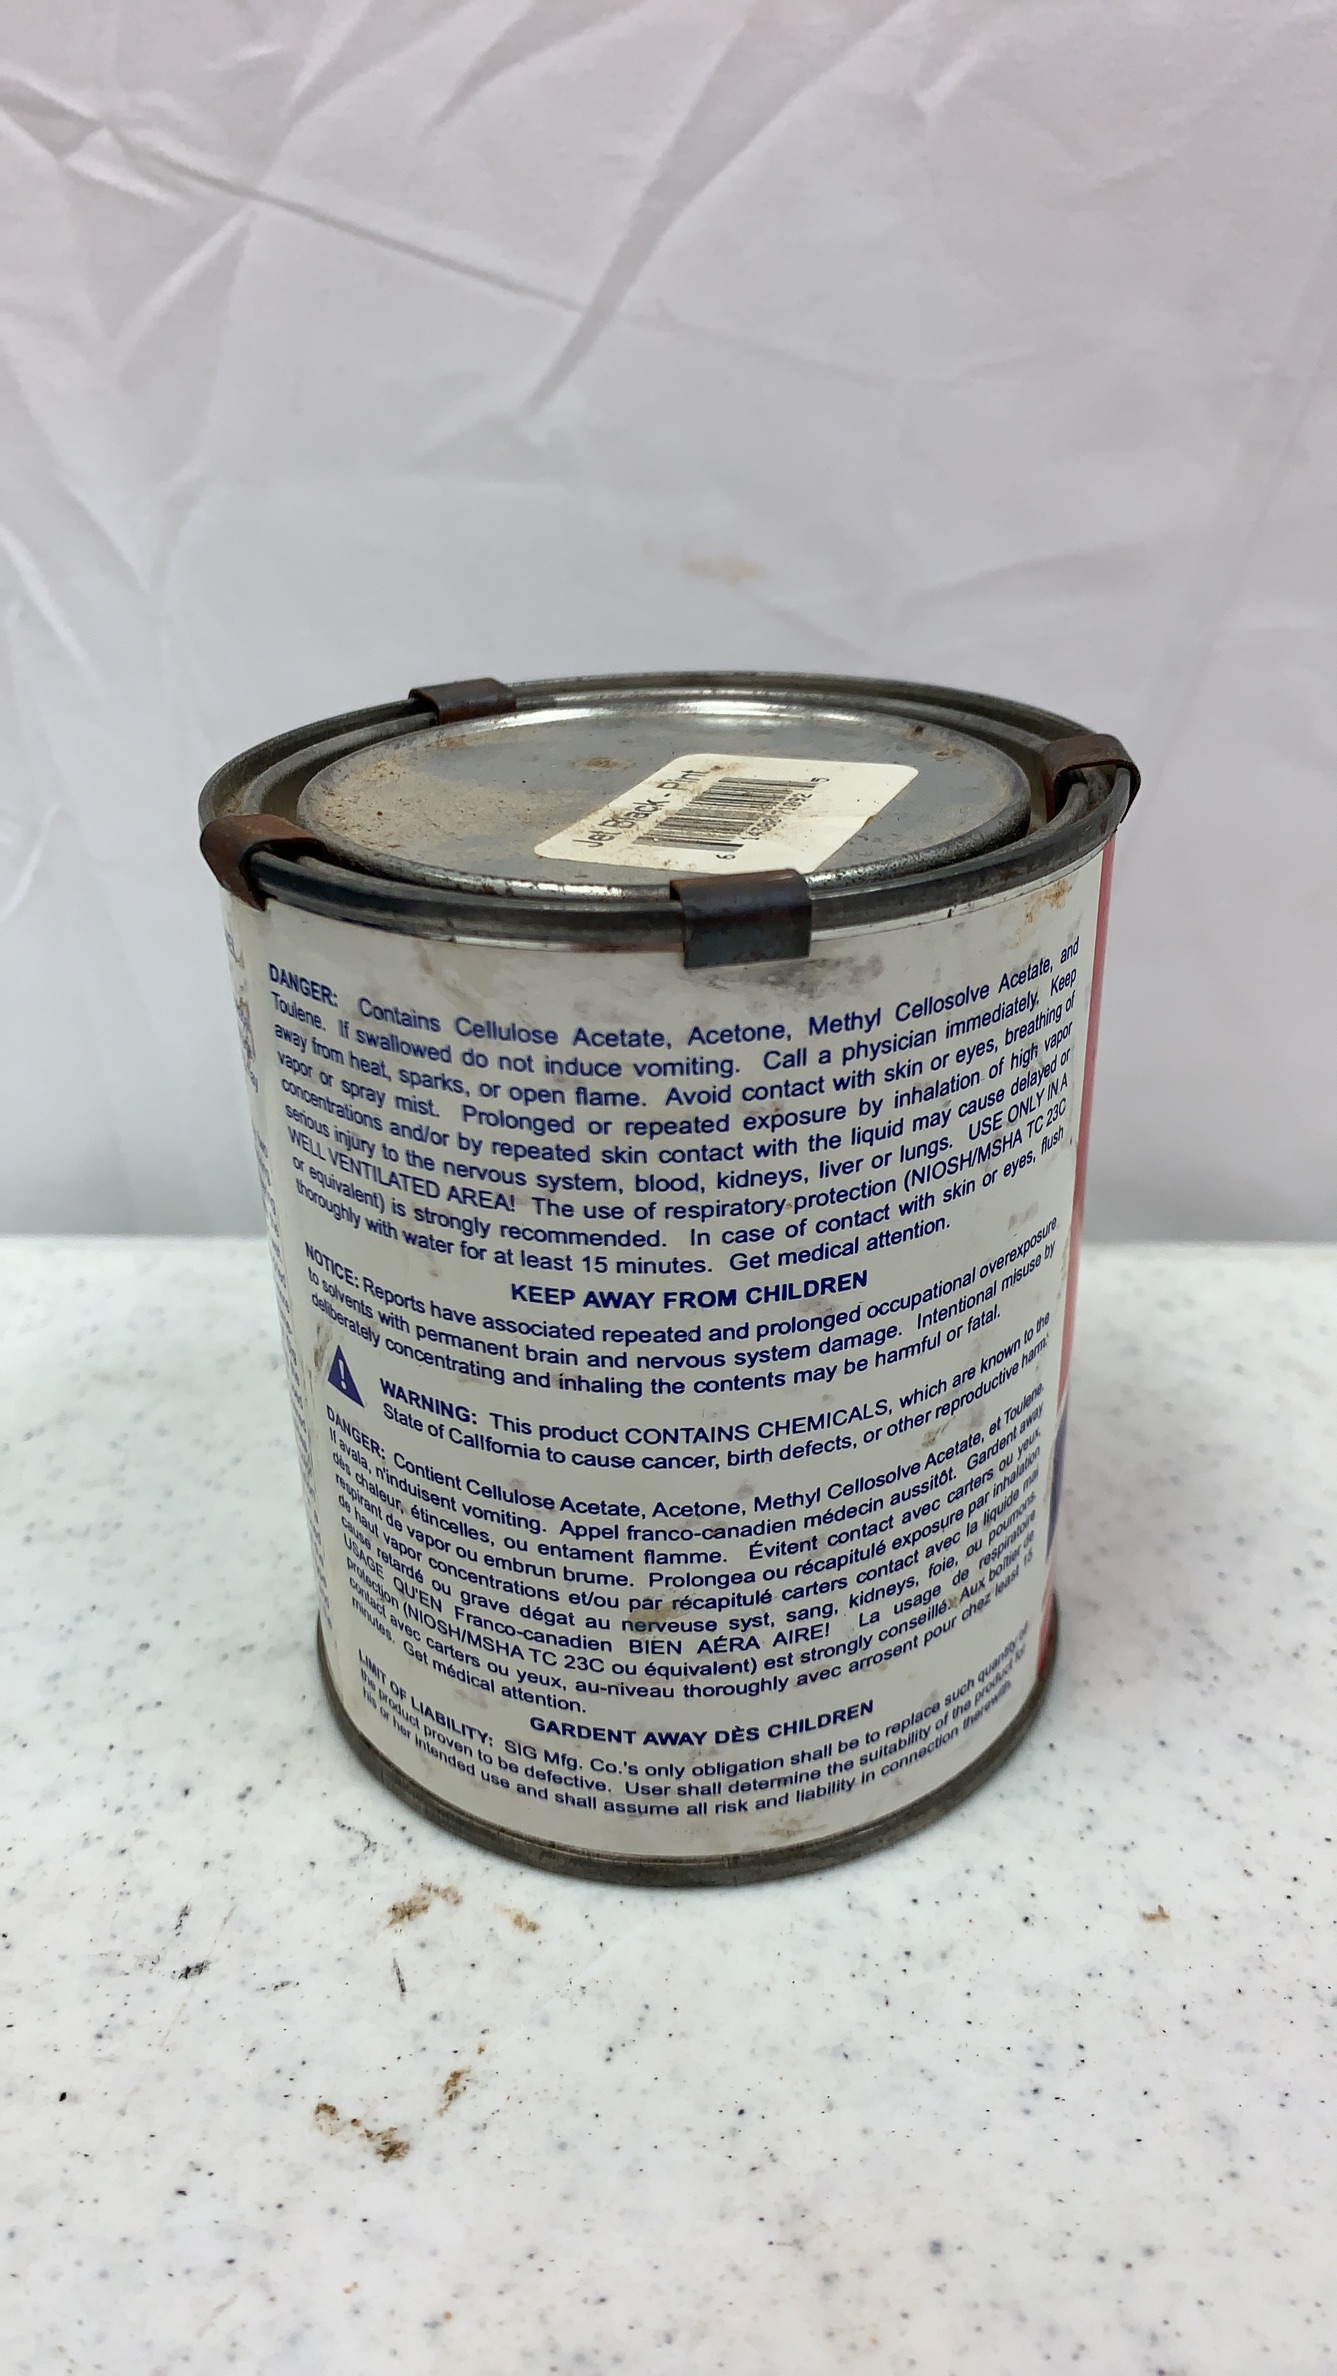 Jet Black - Pint
DANGER: Contains Cellulose Acetate, Acetone, Methyl Cellosolve Acetate, and
Toulene. If swallowed do not induce vomiting. Call a physician immediately. Keep
away from heat, sparks, or open flame. Avoid contact with skin or eyes, breathing of
vapor or spray mist. Prolonged or repeated exposure by inhalation of high vapor
concentrations and/or by repeated skin contact with the liquid may cause delayed or
serious injury to the nervous system, blood, kidneys, liver or lungs. USE ONLY IN A
WELL VENTILATED AREA! The use of respiratory protection (NIOSH/MSHA TC 23C
or equivalent) is strongly recommended. In case of contact with skin or eyes, flush
thoroughly with water for at least 15 minutes. Get medical attention.
KEEP AWAY FROM CHILDREN
NOTICE: Reports have associated repeated and prolonged occupational overexposure
to solvents with permanent brain and nervous system damage. Intentional misuse by
deliberately concentrating and inhaling the contents may be harmful or fatal.
WARNING: This product CONTAINS CHEMICALS, which are known to the
State of CalIfornia to cause cancer, birth defects, or other reproductive harm.
DANGER: Contient Cellulose Acetate, Acetone, Methyl Cellosolve Acetate, et Toulene.
If avala, n'induisent vomiting. Appel franco-canadien médecin aussitôt. Gardent away
dès chaleur, étincelles, ou entament flamme. Évitent contact avec carters ou yeux,
respirant de vapor ou embrun brume. Prolongea ou récapitulé exposure par inhalation
de haut vapor concentrations et/ou par récapitulé carters contact avec la liquide mai
cause retardé ou grave dégat au nerveuse syst, sang, kidneys, foie, ou poumons.
USAGE QU'EN Franco-canadien BIEN AÉRA AIRE! La usage de respiratoire
protection (NIOSH/MSHA TC 23C ou équivalent) est strongly conseillé. Aux boîtier de
contact avec carters ou yeux, au-niveau thoroughly avec arrosent pour chez least 15
minutes. Get médical attention.
GARDENT AWAY DÈS CHILDREN
LIMIT OF LIABILITY: SIG Mfg. Co.'s only obligation shall be to replace such quantity of
the product proven to be defective. User shall determine the suitability of the product for
his or her intended use and shall assume all risk and liability in connection therewith.